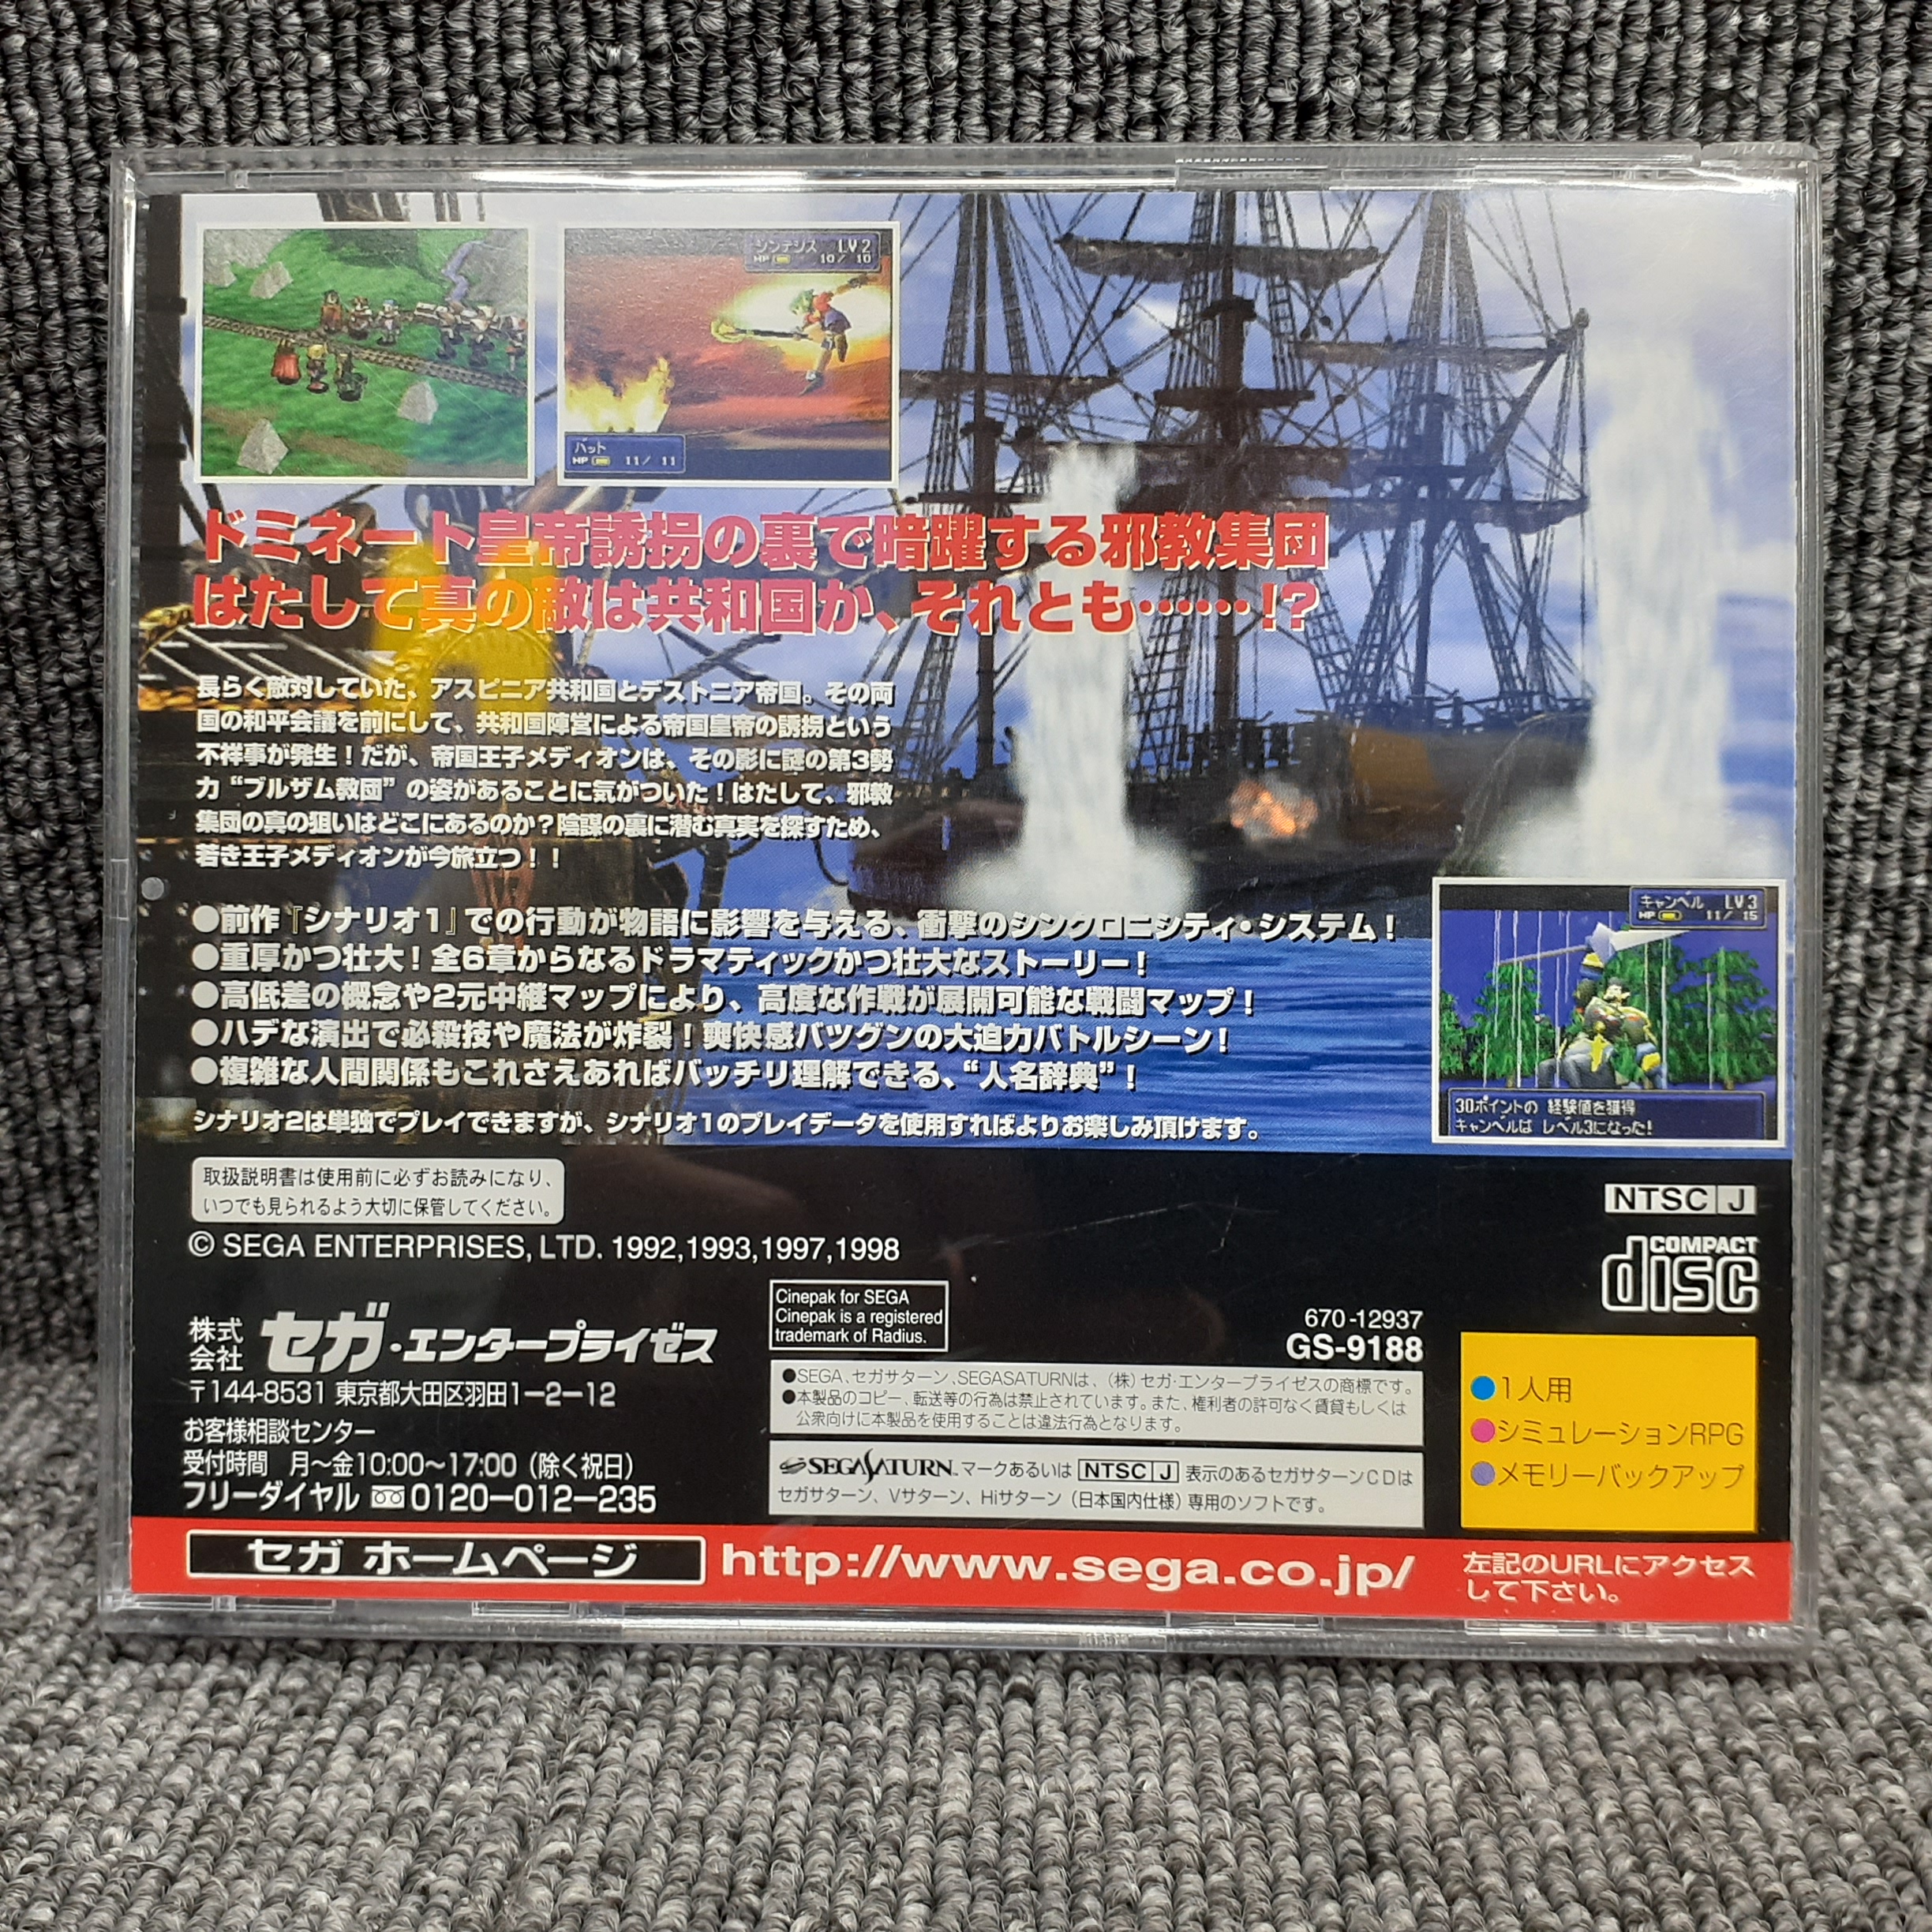 シンテシス LV2
HP 10/ 10
バット
HP 11/ 11
ドミネート皇帝誘拐の裏で暗躍する邪教集団
はたして真の敵は共和国か、それとも……!?
長らく敵対していた、アスピニア共和国とデストニア帝国。その両
国の和平会議を前にして、共和国陣営による帝国皇帝の誘拐という
不祥事が発生！だが、帝国王子メディオンは、その影に謎の第3勢
力“ブルザム教団”の姿があることに気がついた！はたして、邪教
集団の真の狙いはどこにあるのか？陰謀の裏に潜む真実を探すため、
若き王子メディオンが今旅立つ！！
●前作『シナリオ1』での行動が物語に影響を与える、衝撃のシンクロニシティ・システム！
●重厚かつ壮大！全6章からなるドラマティックかつ壮大なストーリー！
●高低差の概念や2元中継マップにより、高度な作戦が展開可能な戦闘マップ！
●ハデな演出で必殺技や魔法が炸裂！爽快感バツグンの大迫力バトルシーン！
●複雑な人間関係もこれさえあればバッチリ理解できる、“人名辞典”！
シナリオ2は単独でプレイできますが、シナリオ1のプレイデータを使用すればよりお楽しみ頂けます。
キャンベル LV3
HP 11/ 15
30ポイントの 経験値を獲得
キャンベルは レベル3になった!
取扱説明書は使用前に必ずお読みになり、
いつでも見られるよう大切に保管してください。
© SEGA ENTERPRISES, LTD. 1992,1993,1997,1998
NTSC J
COMPACT
disc
株式会社 セガ・エンタープライゼス
〒144-8531 東京都大田区羽田1－2－12
お客様相談センター
受付時間 月～金10:00～17:00（除く祝日）
フリーダイヤル 0120－012－235
Cinepak for SEGA
Cinepak is a registered
trademark of Radius.
670-12937
GS-9188
●SEGA、セガサターン、SEGASATURNは、（株）セガ・エンタープライゼスの商標です。
●本製品のコピー、転送等の行為は禁止されています。また、権利者の許可なく賃貸もしくは
公衆向けに本製品を使用することは違法行為となります。
SEGA SATURN™マークあるいは NTSC J 表示のあるセガサターンCDは
セガサターン、Vサターン、Hiサターン（日本国内仕様）専用のソフトです。
●1人用
●シミュレーションRPG
●メモリーバックアップ
セガ ホームページ
http://www.sega.co.jp/
左記のURLにアクセス
して下さい。